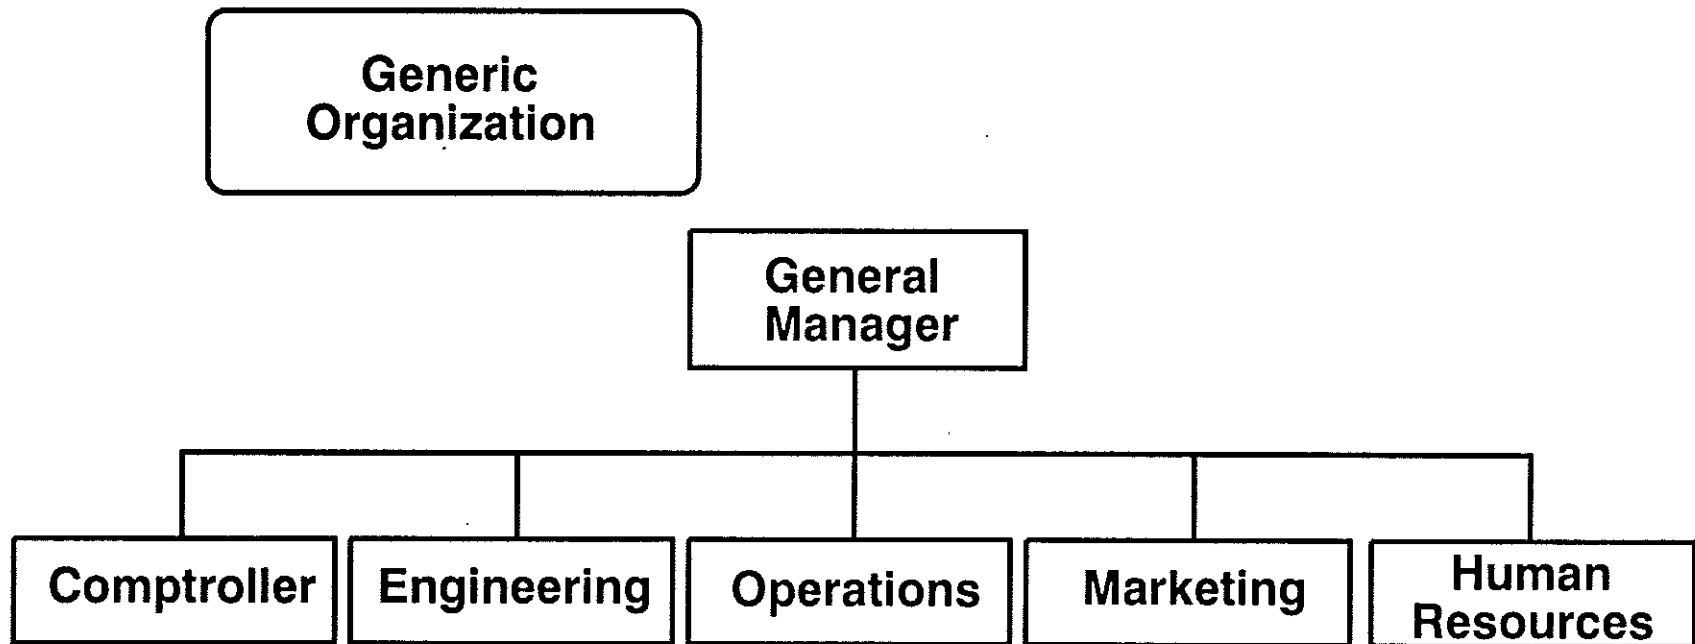 Generic
Organization
General
Manager
Comptroller
Engineering
Operations
Marketing
Human
Resources